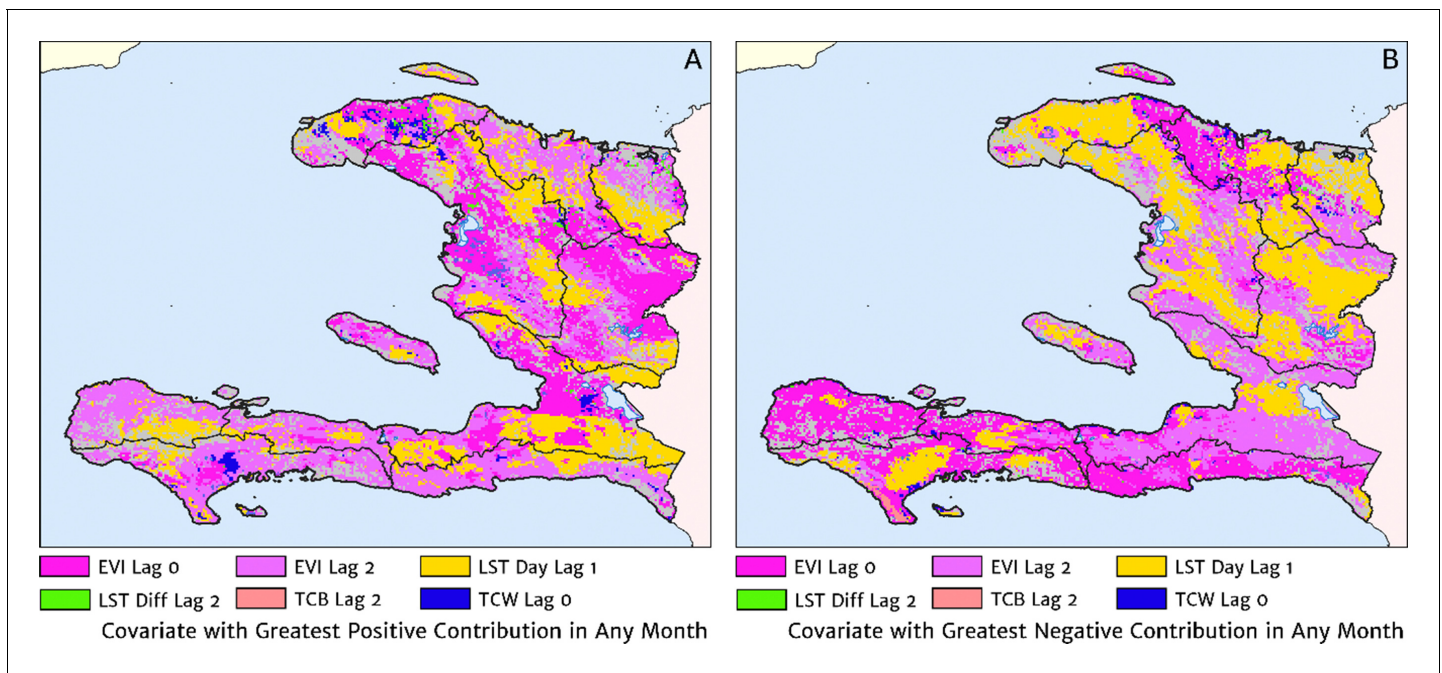 A
B
EVI Lag 0 EVI Lag 2 LST Day Lag 1
LST Diff Lag 2 TCB Lag 2 TCW Lag 0
Covariate with Greatest Positive Contribution in Any Month
EVI Lag 0 EVI Lag 2 LST Day Lag 1
LST Diff Lag 2 TCB Lag 2 TCW Lag 0
Covariate with Greatest Negative Contribution in Any Month